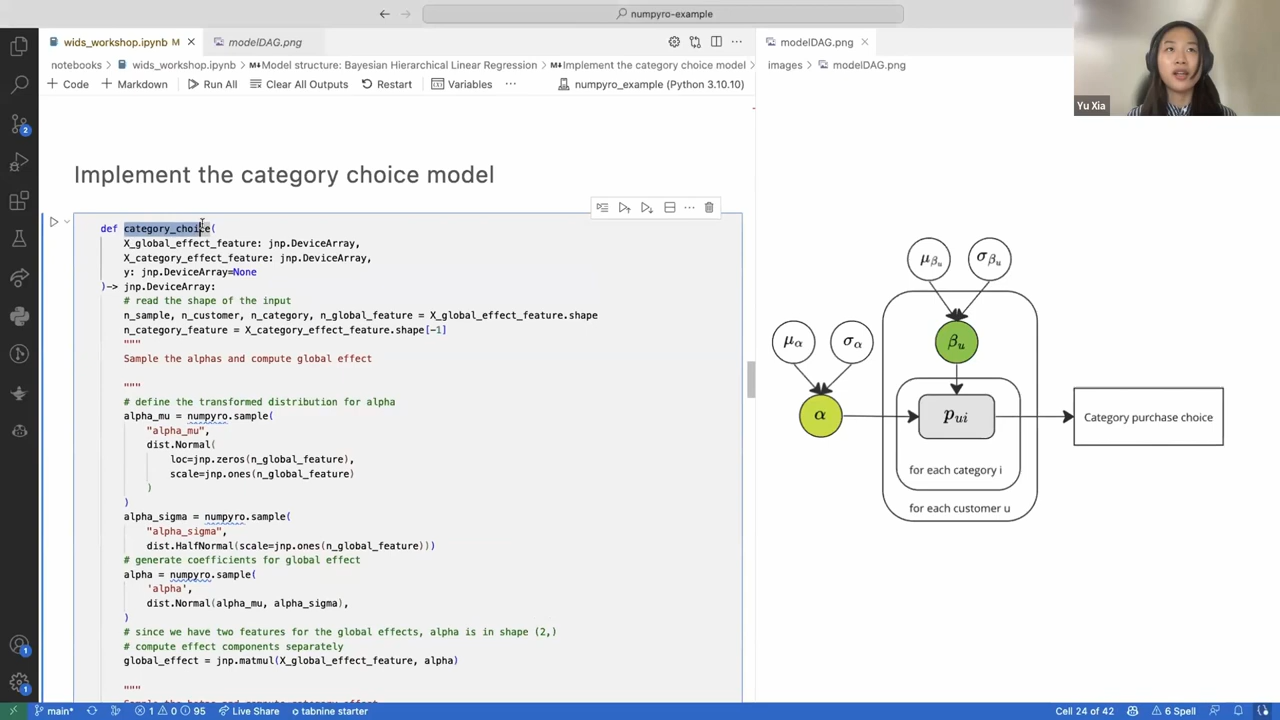 numpyro-example
wids_workshop.ipynb M
modelDAG.png
modelDAG.png
notebooks > wids_workshop.ipynb > Model structure: Bayesian Hierarchical Linear Regression > Implement the category choice model >
images > modelDAG.png
+ Code + Markdown Run All Clear All Outputs Restart Variables ... numpyro_example (Python 3.10.10)
Yu Xia
Implement the category choice model
def category_choice(
X_global_effect_feature: jnp.DeviceArray,
X_category_effect_feature: jnp.DeviceArray,
y: jnp.DeviceArray=None
)-> jnp.DeviceArray:
# read the shape of the input
n_sample, n_customer, n_category, n_global_feature = X_global_effect_feature.shape
n_category_feature = X_category_effect_feature.shape[-1]
"""
Sample the alphas and compute global effect
"""
# define the transformed distribution for alpha
alpha_mu = numpyro.sample(
"alpha_mu",
dist.Normal(
loc=jnp.zeros(n_global_feature),
scale=jnp.ones(n_global_feature)
)
)
alpha_sigma = numpyro.sample(
"alpha_sigma",
dist.HalfNormal(scale=jnp.ones(n_global_feature)))
# generate coefficients for global effect
alpha = numpyro.sample(
'alpha',
dist.Normal(alpha_mu, alpha_sigma),
)
# since we have two features for the global effects, alpha is in shape (2,)
# compute effect components separately
global_effect = jnp.matmul(X_global_effect_feature, alpha)
"""
μβu σβu
μα σα βu
α pui Category purchase choice
for each category i
for each customer u
2
1
1
main* 1 0 95 Live Share tabnine starter Cell 24 of 42 6 Spell